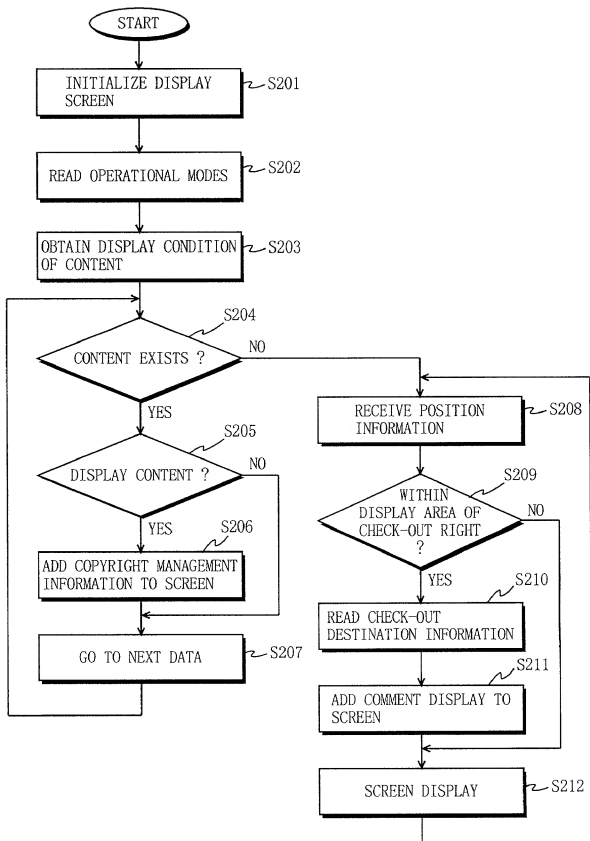 START
INITIALIZE DISPLAY
SCREEN
S201
READ OPERATIONAL MODES
S202
OBTAIN DISPLAY CONDITION
OF CONTENT
S203
S204
CONTENT EXISTS ?
NO
YES
S205
DISPLAY CONTENT ?
NO
YES
S206
ADD COPYRIGHT MANAGEMENT
INFORMATION TO SCREEN
GO TO NEXT DATA
S207
RECEIVE POSITION
INFORMATION
S208
S209
WITHIN
DISPLAY AREA OF
CHECK-OUT RIGHT
?
NO
YES
S210
READ CHECK-OUT
DESTINATION INFORMATION
S211
ADD COMMENT DISPLAY TO
SCREEN
SCREEN DISPLAY
S212